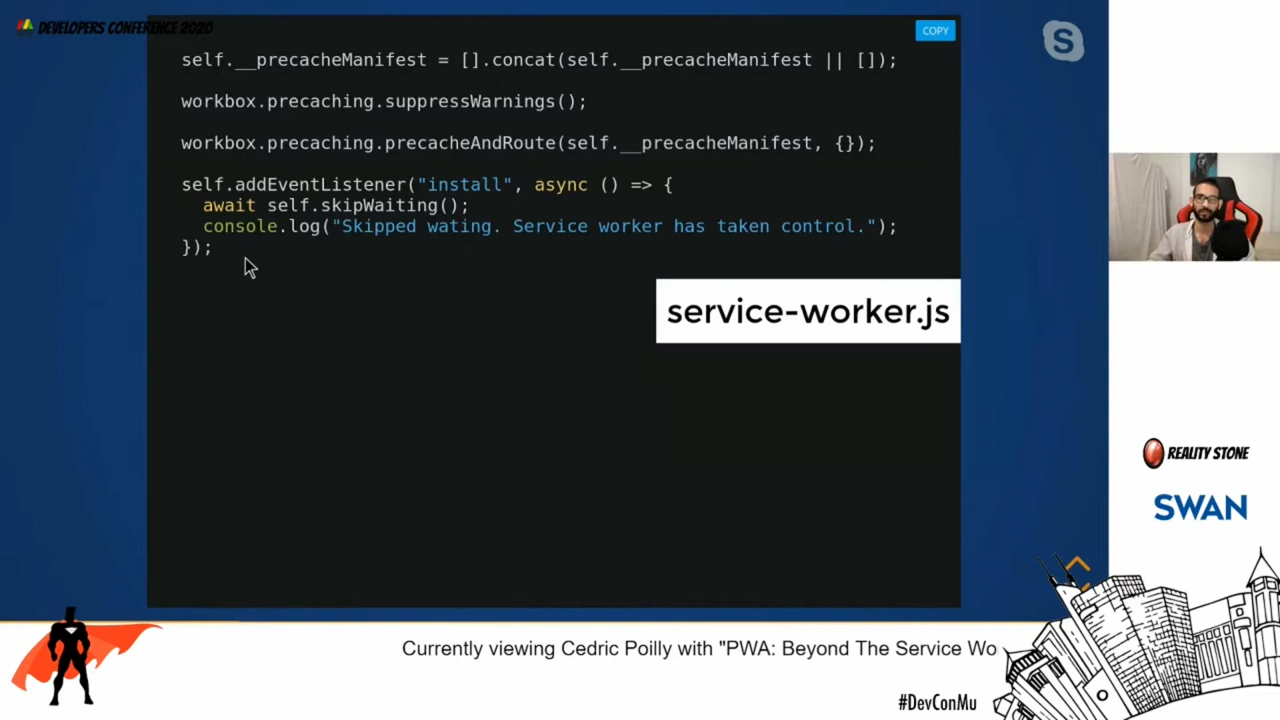 DEVELOPERS CONFERENCE 2020
COPY
S
self.__precacheManifest = [].concat(self.__precacheManifest || []);
workbox.precaching.suppressWarnings();
workbox.precaching.precacheAndRoute(self.__precacheManifest, {});
self.addEventListener("install", async () => {
  await self.skipWaiting();
  console.log("Skipped wating. Service worker has taken control.");
});
service-worker.js
REALITY STONE
SWAN
Currently viewing Cedric Poilly with "PWA: Beyond The Service Wo
#DevConMu